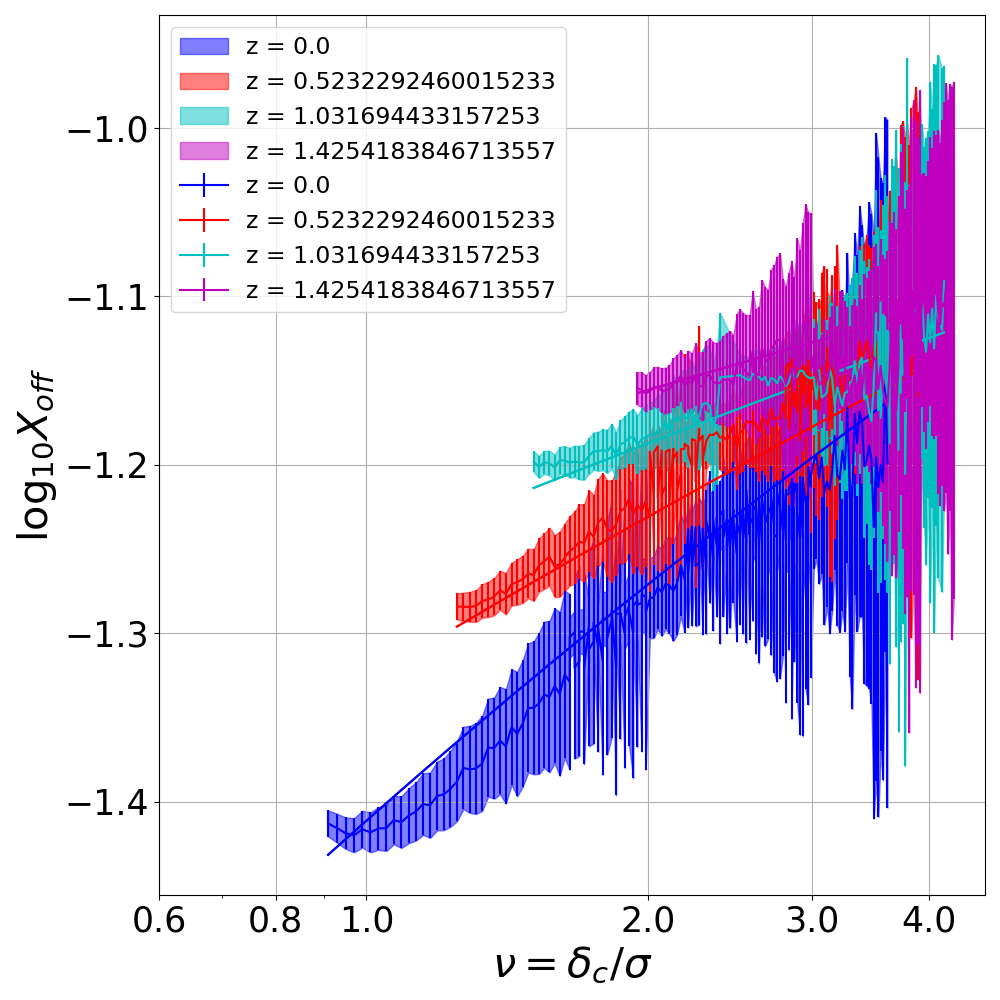 z = 0.0
z = 0.5232292460015233
z = 1.031694433157253
z = 1.4254183846713557
z = 0.0
z = 0.5232292460015233
z = 1.031694433157253
z = 1.4254183846713557
−1.0
−1.1
−1.2
−1.3
−1.4
log₁₀X_off
0.6 0.8 1.0 2.0 3.0 4.0
ν = δ_c/σ